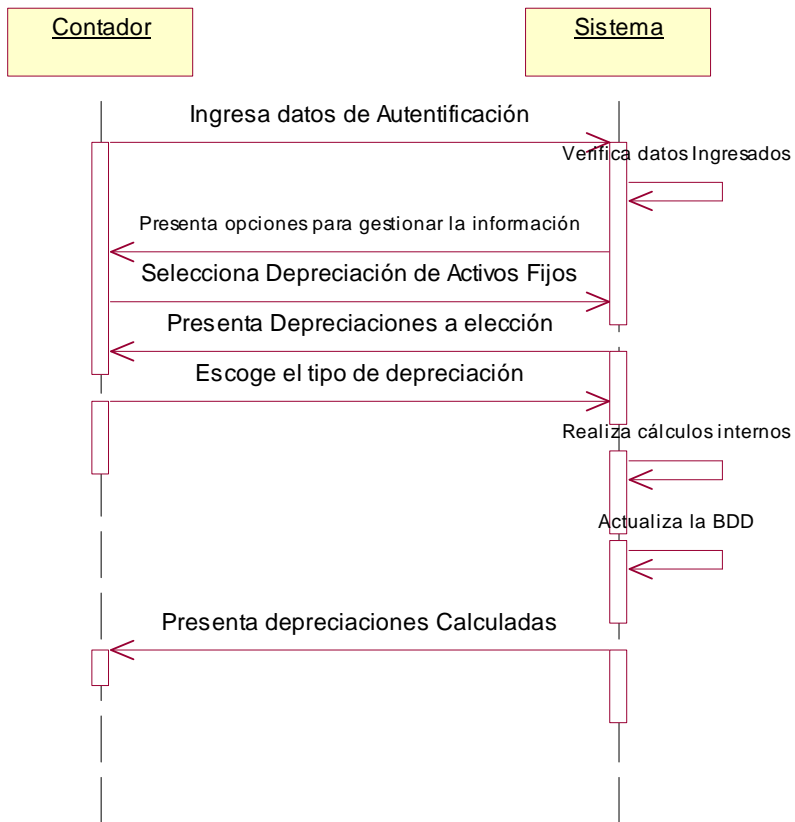 Contador
Sistema
Ingresa datos de Autentificación
Verifica datos Ingresados
Presenta opciones para gestionar la información
Selecciona Depreciación de Activos Fijos
Presenta Depreciaciones a elección
Escoge el tipo de depreciación
Realiza cálculos internos
Actualiza la BDD
Presenta depreciaciones Calculadas